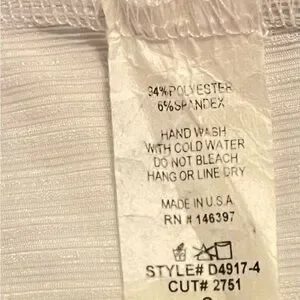 94% POLYESTER
6% SPANDEX
HAND WASH
WITH COLD WATER
DO NOT BLEACH
HANG OR LINE DRY
MADE IN U.S.A
RN # 146397
STYLE# D4917-4
CUT# 2751